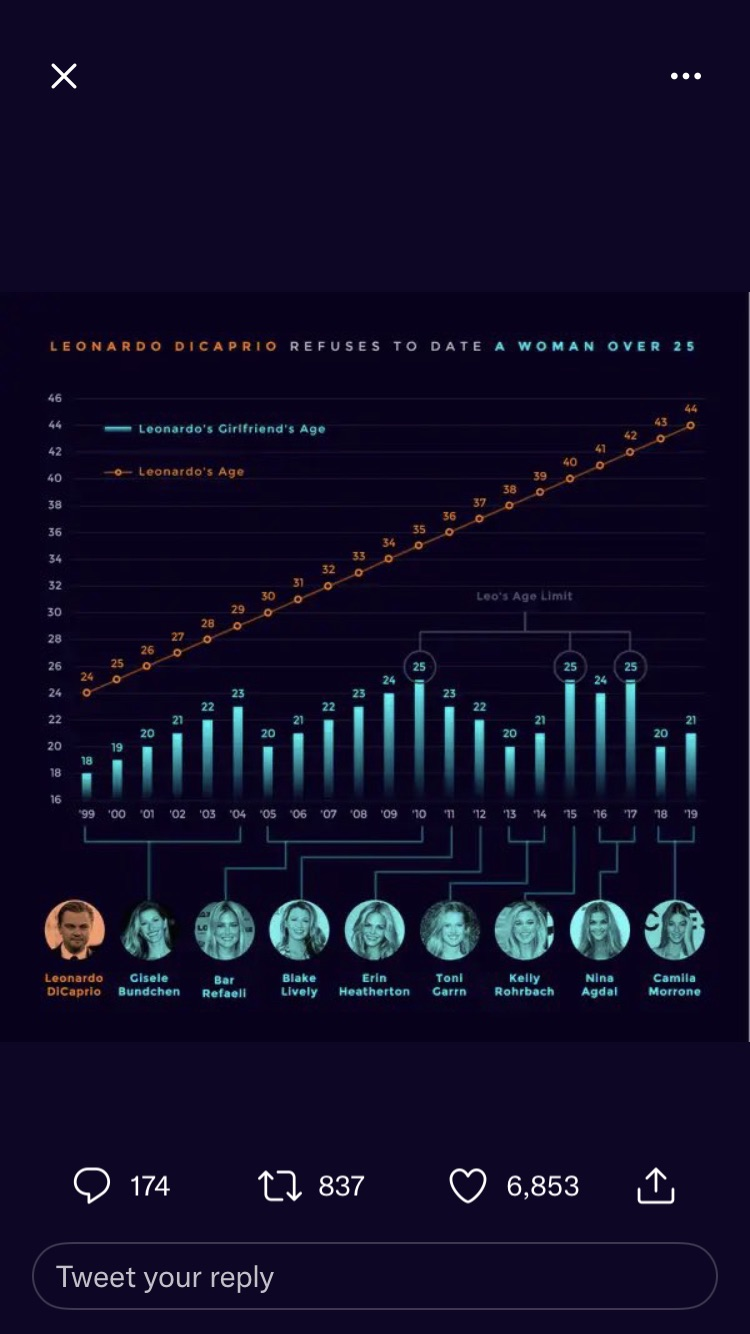 LEONARDO DICAPRIO REFUSES TO DATE A WOMAN OVER 25
46
44
42
40
38
36
34
32
30
28
26
24
22
20
18
16
Leonardo's Girlfriend's Age
Leonardo's Age
24 25 26 27 28 29 30 31 32 33 34 35 36 37 38 39 40 41 42 43 44
Leo's Age Limit
18 19 20 21 22 23 20 21 22 23 24 25 23 22 20 21 25 24 25 20 21
'99 '00 '01 '02 '03 '04 '05 '06 '07 '08 '09 '10 '11 '12 '13 '14 '15 '16 '17 '18 '19
Leonardo DiCaprio
Gisele Bundchen
Bar Refaeli
Blake Lively
Erin Heatherton
Toni Garrn
Kelly Rohrbach
Nina Agdal
Camila Morrone
174 837 6,853
Tweet your reply